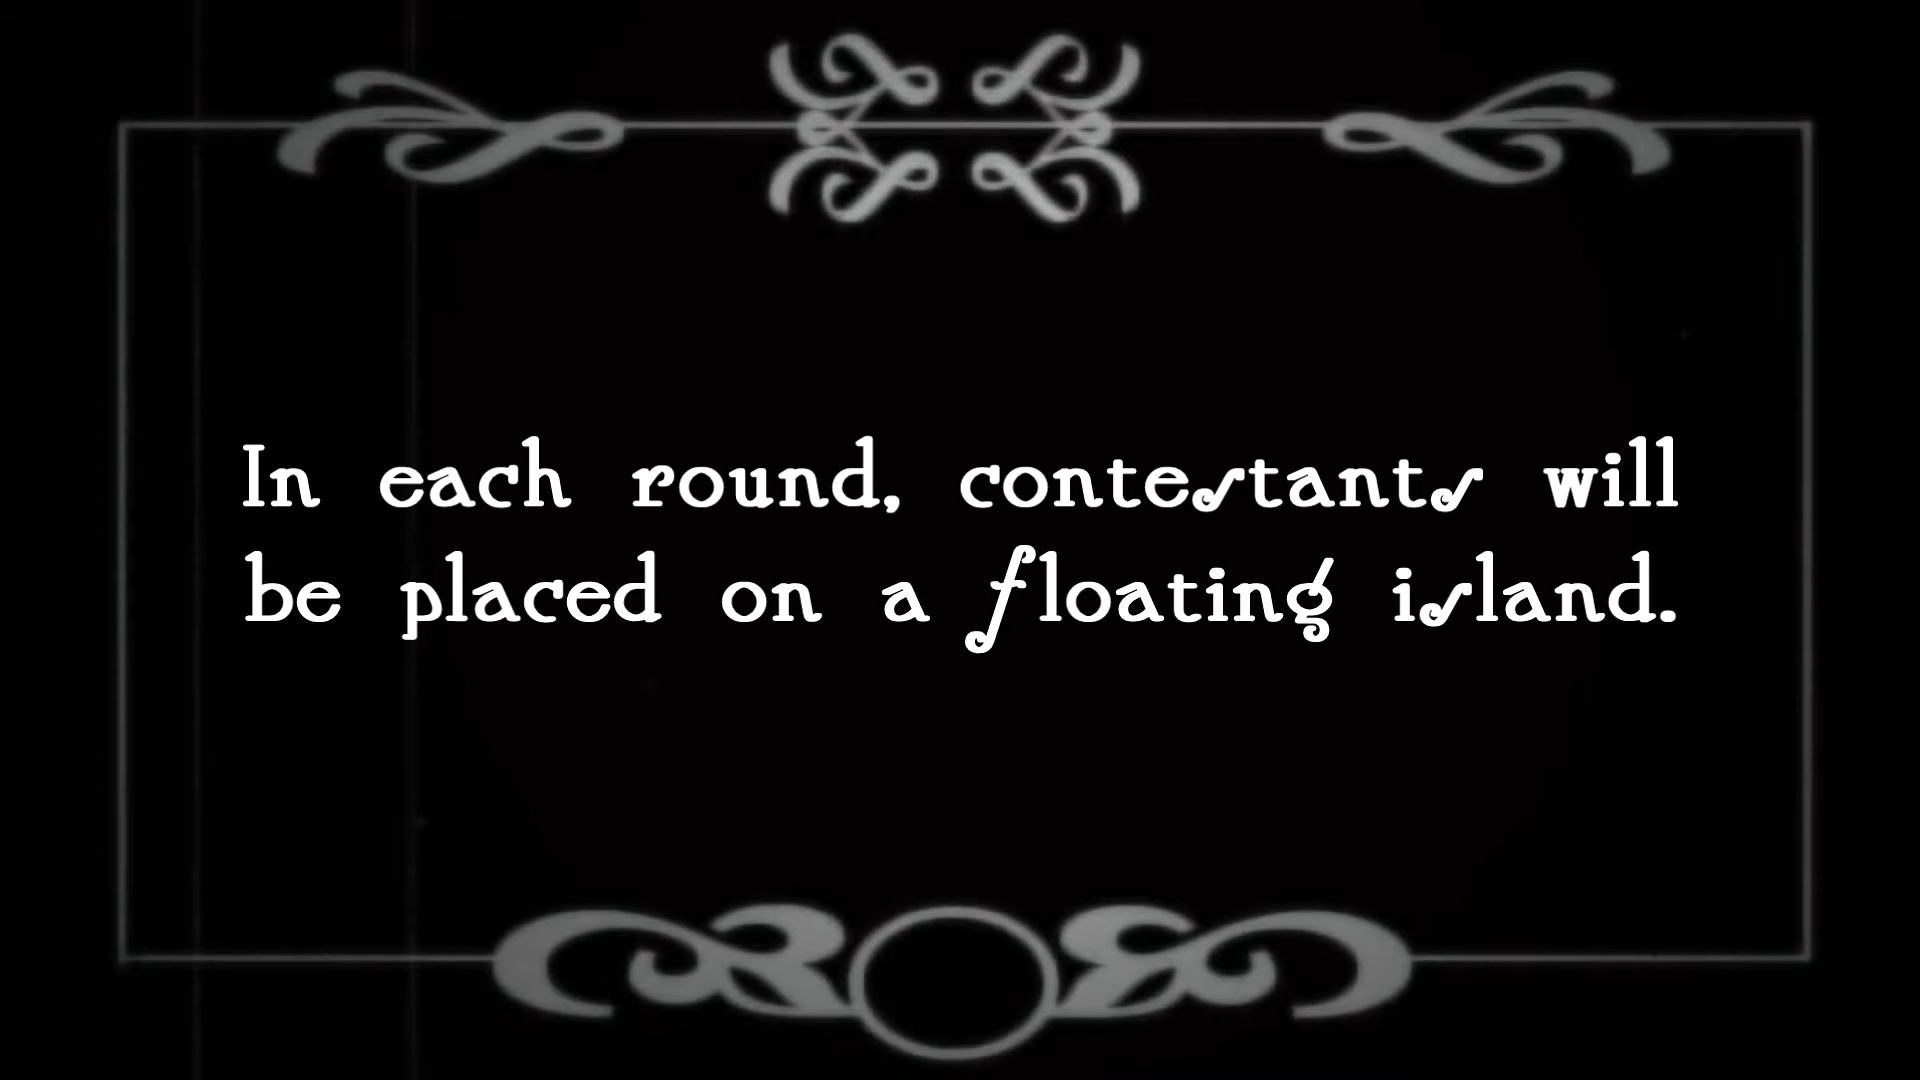 In each round, contestants will
be placed on a floating island.